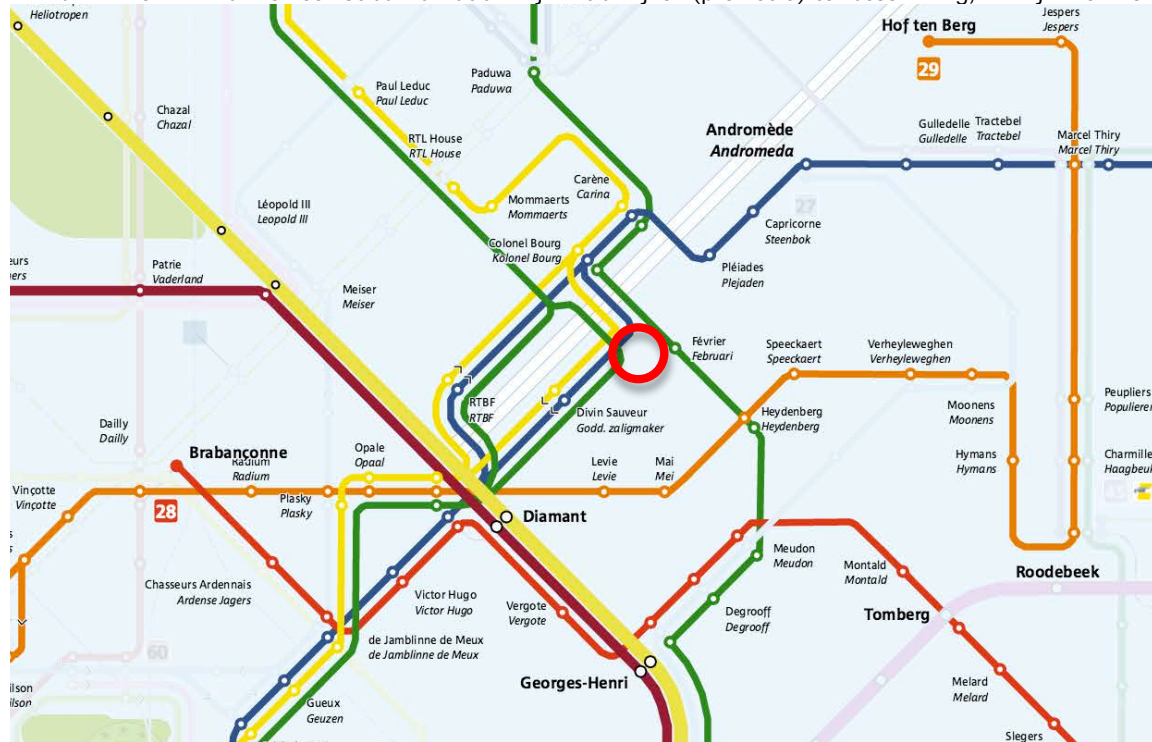 Heliotropen
Hof ten Berg
29
Jespers
Jespers
Paduwa
Paduwa
Paul Leduc
Paul Leduc
Chazal
Chazal
RTL House
RTL House
Andromède
Andromeda
Gulledelle
Gulledelle
Tractebel
Tractebel
Marcel Thiry
Marcel Thiry
Carène
Carina
27
Léopold III
Leopold III
Mommaerts
Mommaerts
Capricorne
Steenbok
Colonel Bourg
Kolonel Bourg
Patrie
Vaderland
Pléiades
Plejaden
Meiser
Meiser
Février
Februari
Speeckaert
Speeckaert
Verheyleweghen
Verheyleweghen
RTBF
RTBF
Divin Sauveur
Godd. zaligmaker
Heydenberg
Heydenberg
Moonens
Moonens
Peupliers
Dailly
Dailly
Brabançonne
Radium
Radium
Opale
Opaal
Levie
Levie
Mai
Mei
Hymans
Hymans
Charmille
Vinçotte
Vinçotte
28
Plasky
Plasky
Diamant
Meudon
Meudon
Montald
Montald
Roodebeek
Chasseurs Ardennais
Ardense Jagers
Victor Hugo
Victor Hugo
Vergote
Vergote
Degrooff
Degrooff
Tomberg
de Jamblinne de Meux
de Jamblinne de Meux
60
Georges-Henri
Melard
Melard
Gueux
Geuzen
Slegers